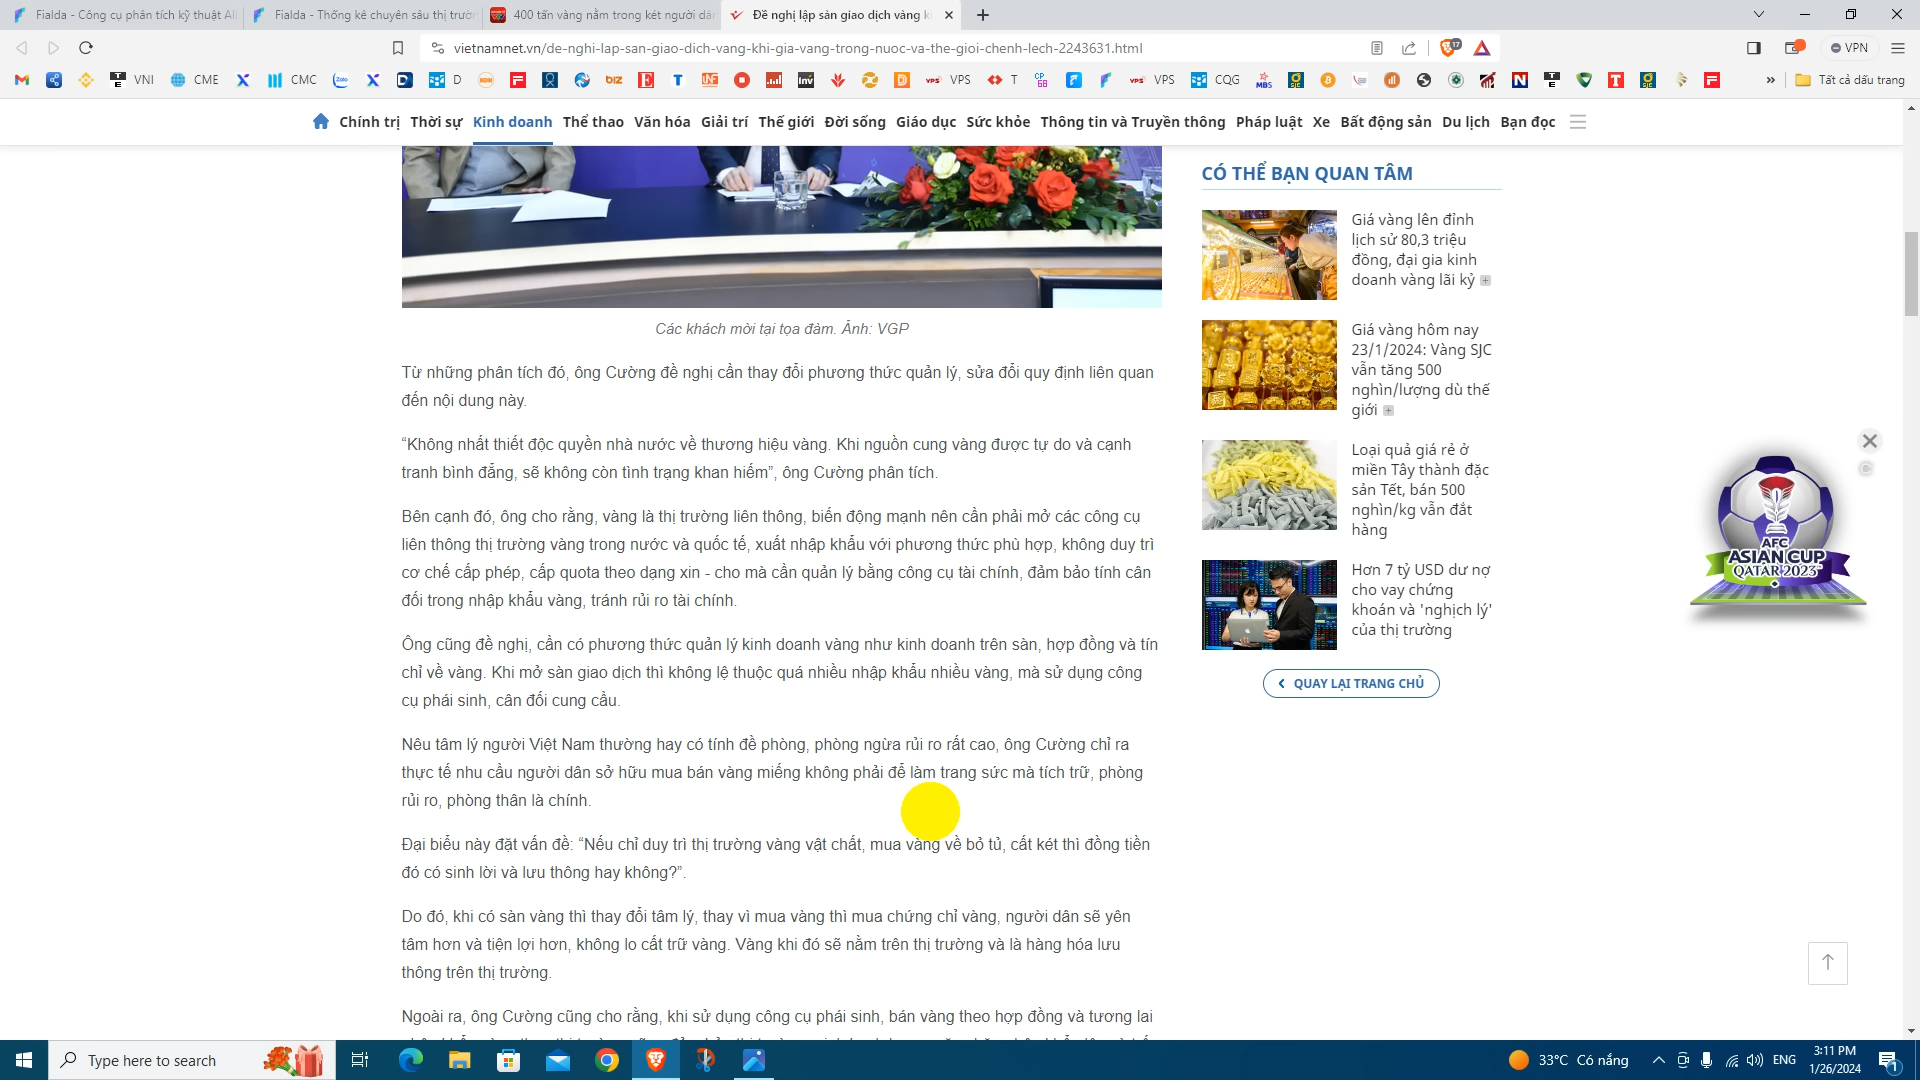 Fialda - Công cụ phân tích kỹ thuật All
Fialda - Thống kê chuyên sâu thị trườn
400 tấn vàng nằm trong két người dân
Đề nghị lập sàn giao dịch vàng k
vietnamnet.vn/de-nghi-lap-san-giao-dich-vang-khi-gia-vang-trong-nuoc-va-the-gioi-chenh-lech-2243631.html
17
VPN
VNI CME CMC D VPS T VPS CQG Tất cả dấu trang
Chính trị Thời sự Kinh doanh Thể thao Văn hóa Giải trí Thế giới Đời sống Giáo dục Sức khỏe Thông tin và Truyền thông Pháp luật Xe Bất động sản Du lịch Bạn đọc
Các khách mời tại tọa đàm. Ảnh: VGP
Từ những phân tích đó, ông Cường đề nghị cần thay đổi phương thức quản lý, sửa đổi quy định liên quan
đến nội dung này.
“Không nhất thiết độc quyền nhà nước về thương hiệu vàng. Khi nguồn cung vàng được tự do và cạnh
tranh bình đẳng, sẽ không còn tình trạng khan hiếm”, ông Cường phân tích.
Bên cạnh đó, ông cho rằng, vàng là thị trường liên thông, biến động mạnh nên cần phải mở các công cụ
liên thông thị trường vàng trong nước và quốc tế, xuất nhập khẩu với phương thức phù hợp, không duy trì
cơ chế cấp phép, cấp quota theo dạng xin - cho mà cần quản lý bằng công cụ tài chính, đảm bảo tính cân
đối trong nhập khẩu vàng, tránh rủi ro tài chính.
Ông cũng đề nghị, cần có phương thức quản lý kinh doanh vàng như kinh doanh trên sàn, hợp đồng và tín
chỉ về vàng. Khi mở sàn giao dịch thì không lệ thuộc quá nhiều nhập khẩu nhiều vàng, mà sử dụng công
cụ phái sinh, cân đối cung cầu.
Nêu tâm lý người Việt Nam thường hay có tính đề phòng, phòng ngừa rủi ro rất cao, ông Cường chỉ ra
thực tế nhu cầu người dân sở hữu mua bán vàng miếng không phải để làm trang sức mà tích trữ, phòng
rủi ro, phòng thân là chính.
Đại biểu này đặt vấn đề: “Nếu chỉ duy trì thị trường vàng vật chất, mua vàng về bỏ tủ, cất két thì đồng tiền
đó có sinh lời và lưu thông hay không?”.
Do đó, khi có sàn vàng thì thay đổi tâm lý, thay vì mua vàng thì mua chứng chỉ vàng, người dân sẽ yên
tâm hơn và tiện lợi hơn, không lo cất trữ vàng. Vàng khi đó sẽ nằm trên thị trường và là hàng hóa lưu
thông trên thị trường.
Ngoài ra, ông Cường cũng cho rằng, khi sử dụng công cụ phái sinh, bán vàng theo hợp đồng và tương lai
CÓ THỂ BẠN QUAN TÂM
Giá vàng lên đỉnh
lịch sử 80,3 triệu
đồng, đại gia kinh
doanh vàng lãi kỷ
Giá vàng hôm nay
23/1/2024: Vàng SJC
vẫn tăng 500
nghìn/lượng dù thế
giới
Loại quả giá rẻ ở
miền Tây thành đặc
sản Tết, bán 500
nghìn/kg vẫn đắt
hàng
Hơn 7 tỷ USD dư nợ
cho vay chứng
khoán và 'nghịch lý'
của thị trường
QUAY LẠI TRANG CHỦ
AFC
ASIAN CUP
QATAR 2023
Type here to search
33°C Có nắng
ENG
3:11 PM
1/26/2024
1